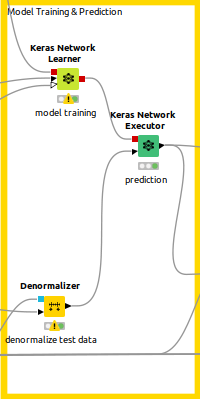 Model Training & Prediction
Keras Network
Learner
model training
Keras Network
Executor
prediction
Denormalizer
denormalize test data